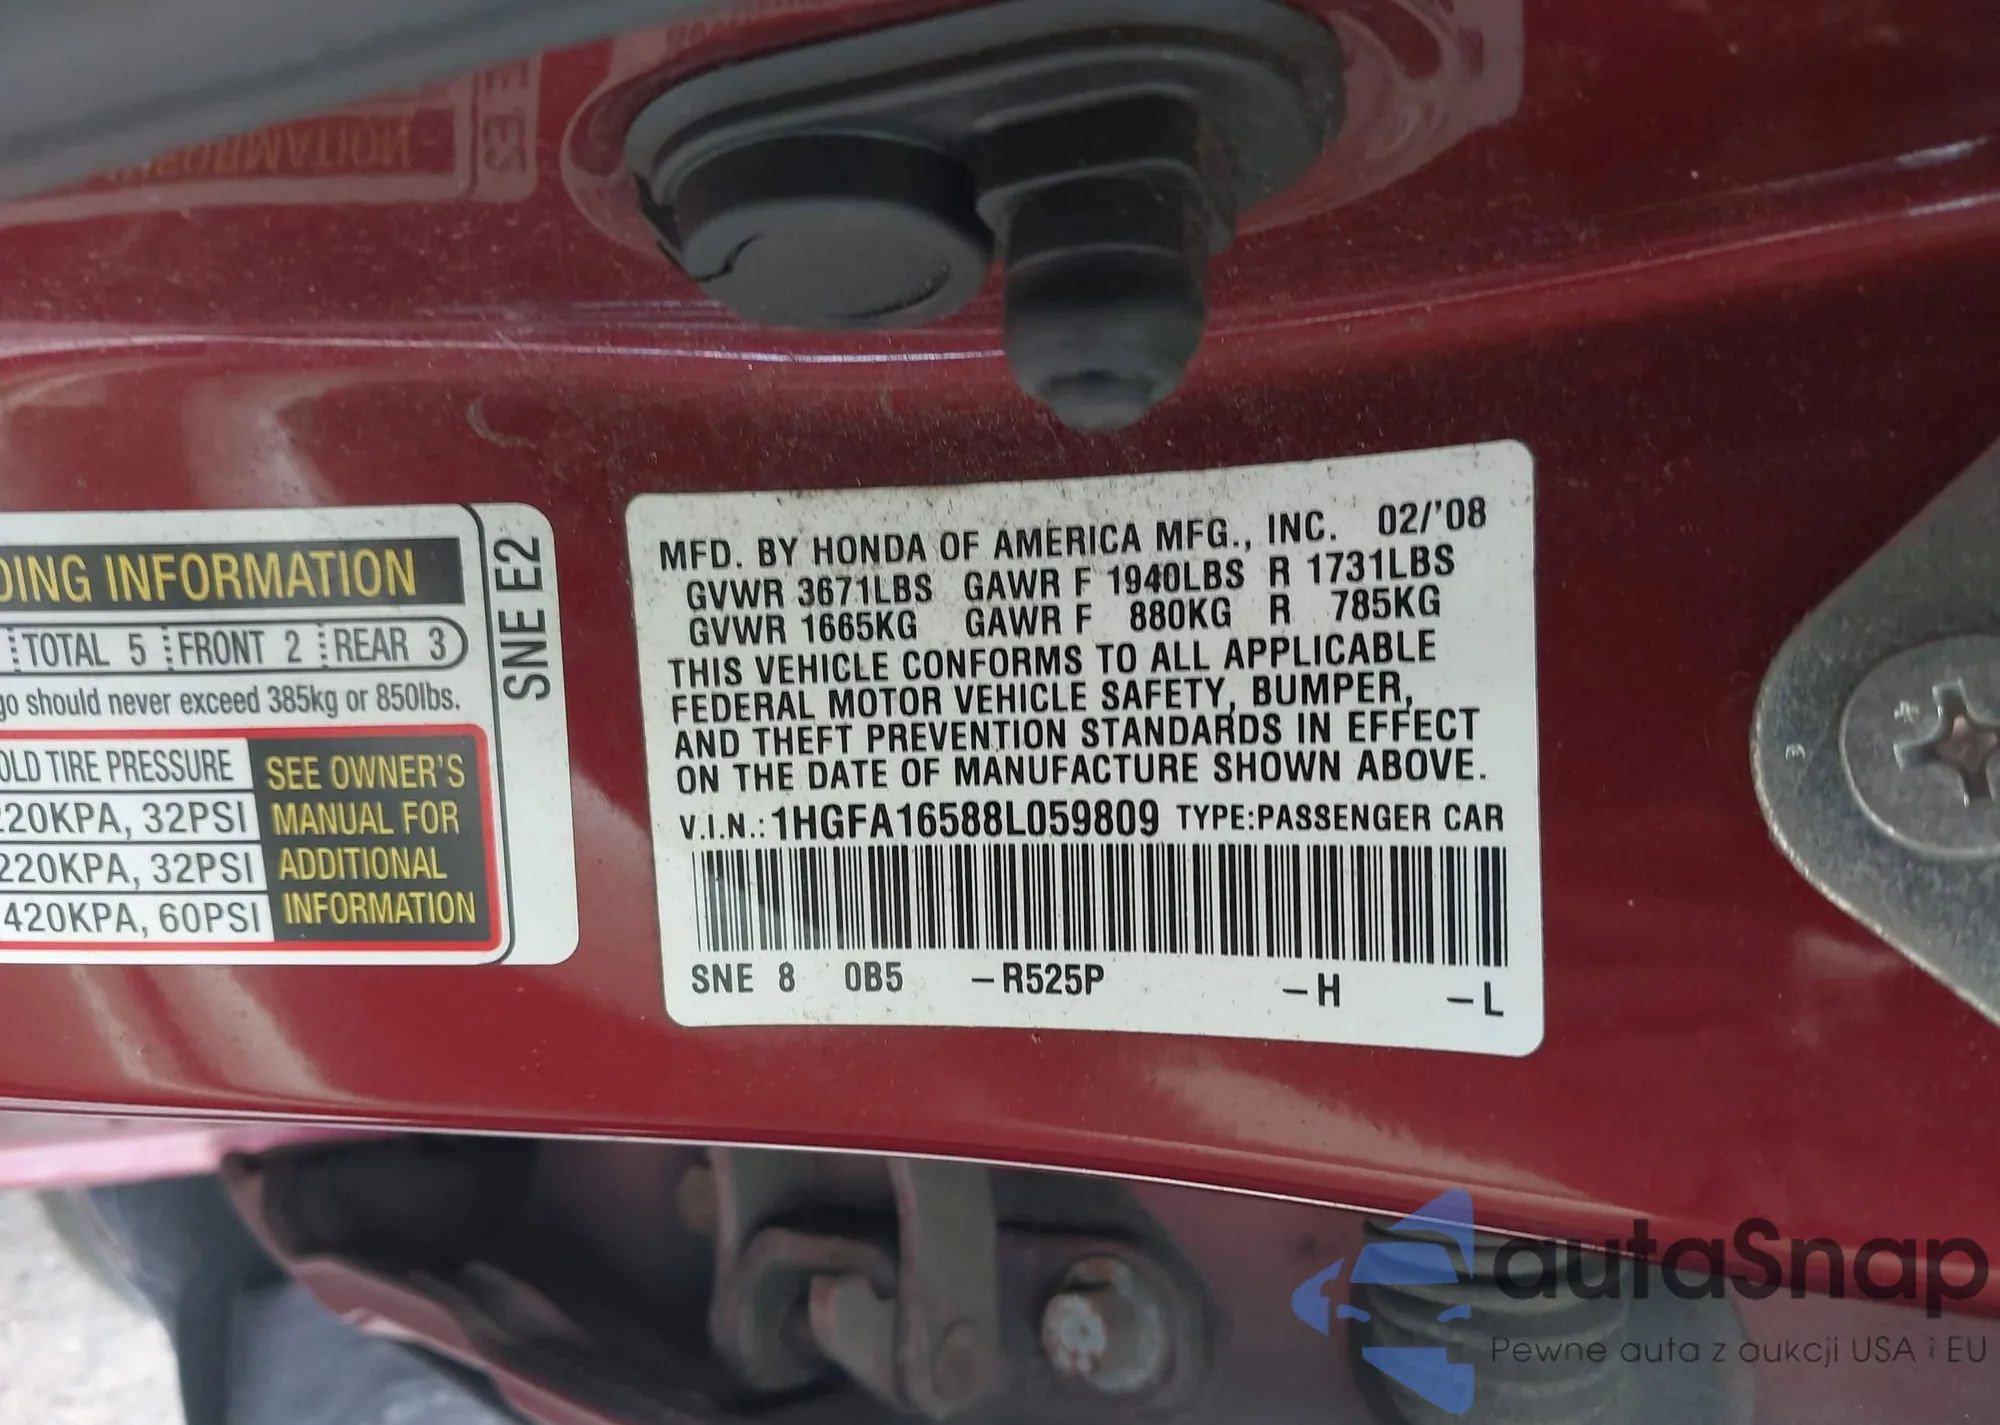 DING INFORMATION
TOTAL 5 FRONT 2 REAR 3
go should never exceed 385kg or 850lbs.
OLD TIRE PRESSURE
220KPA, 32PSI
220KPA, 32PSI
420KPA, 60PSI
SEE OWNER'S
MANUAL FOR
ADDITIONAL
INFORMATION
SNE E2
MFD. BY HONDA OF AMERICA MFG., INC. 02/'08
GVWR 3671LBS GAWR F 1940LBS R 1731LBS
GVWR 1665KG GAWR F 880KG R 785KG
THIS VEHICLE CONFORMS TO ALL APPLICABLE
FEDERAL MOTOR VEHICLE SAFETY, BUMPER,
AND THEFT PREVENTION STANDARDS IN EFFECT
ON THE DATE OF MANUFACTURE SHOWN ABOVE.
V.I.N.: 1HGFA16588L059809 TYPE:PASSENGER CAR
SNE 8 0B5 -R525P -H -L
autaSnap
Pewne auta z aukcji USA i EU